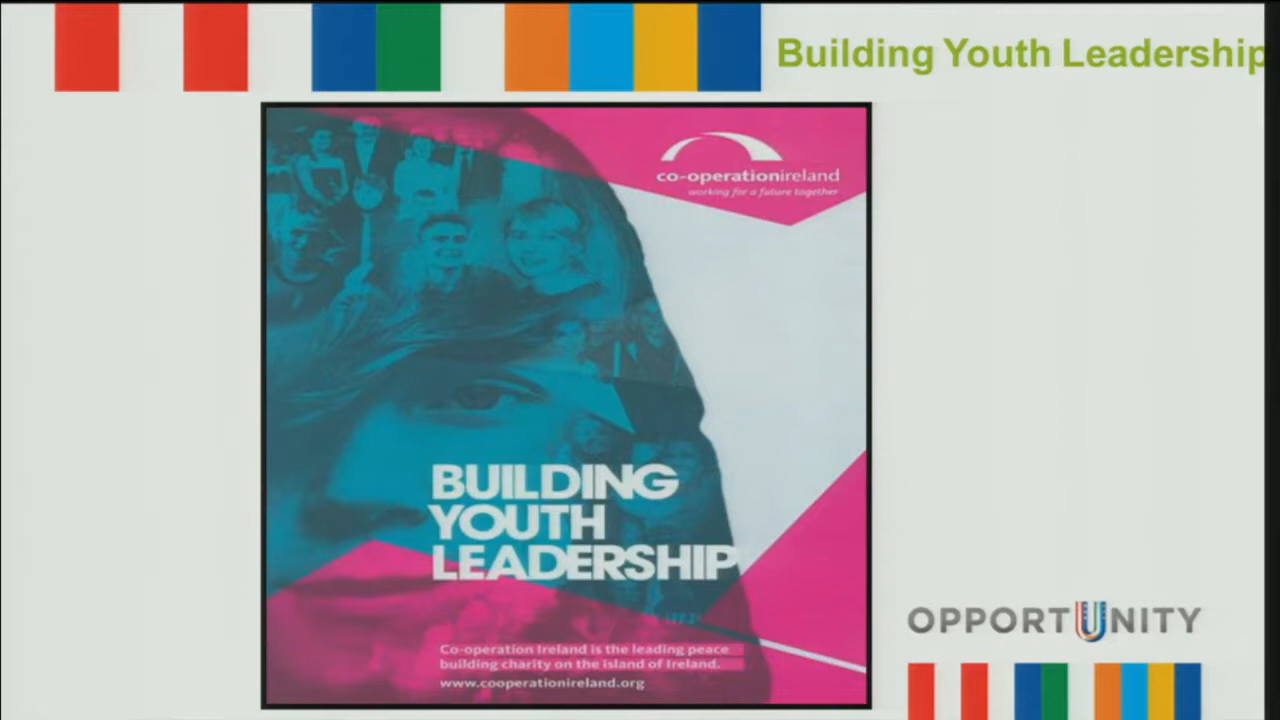 Building Youth Leadership
co-operationireland
working for a future together
BUILDING
YOUTH
LEADERSHIP
Co-operation Ireland is the leading peace
building charity on the island of Ireland.
www.cooperationireland.org
OPPORTUNITY